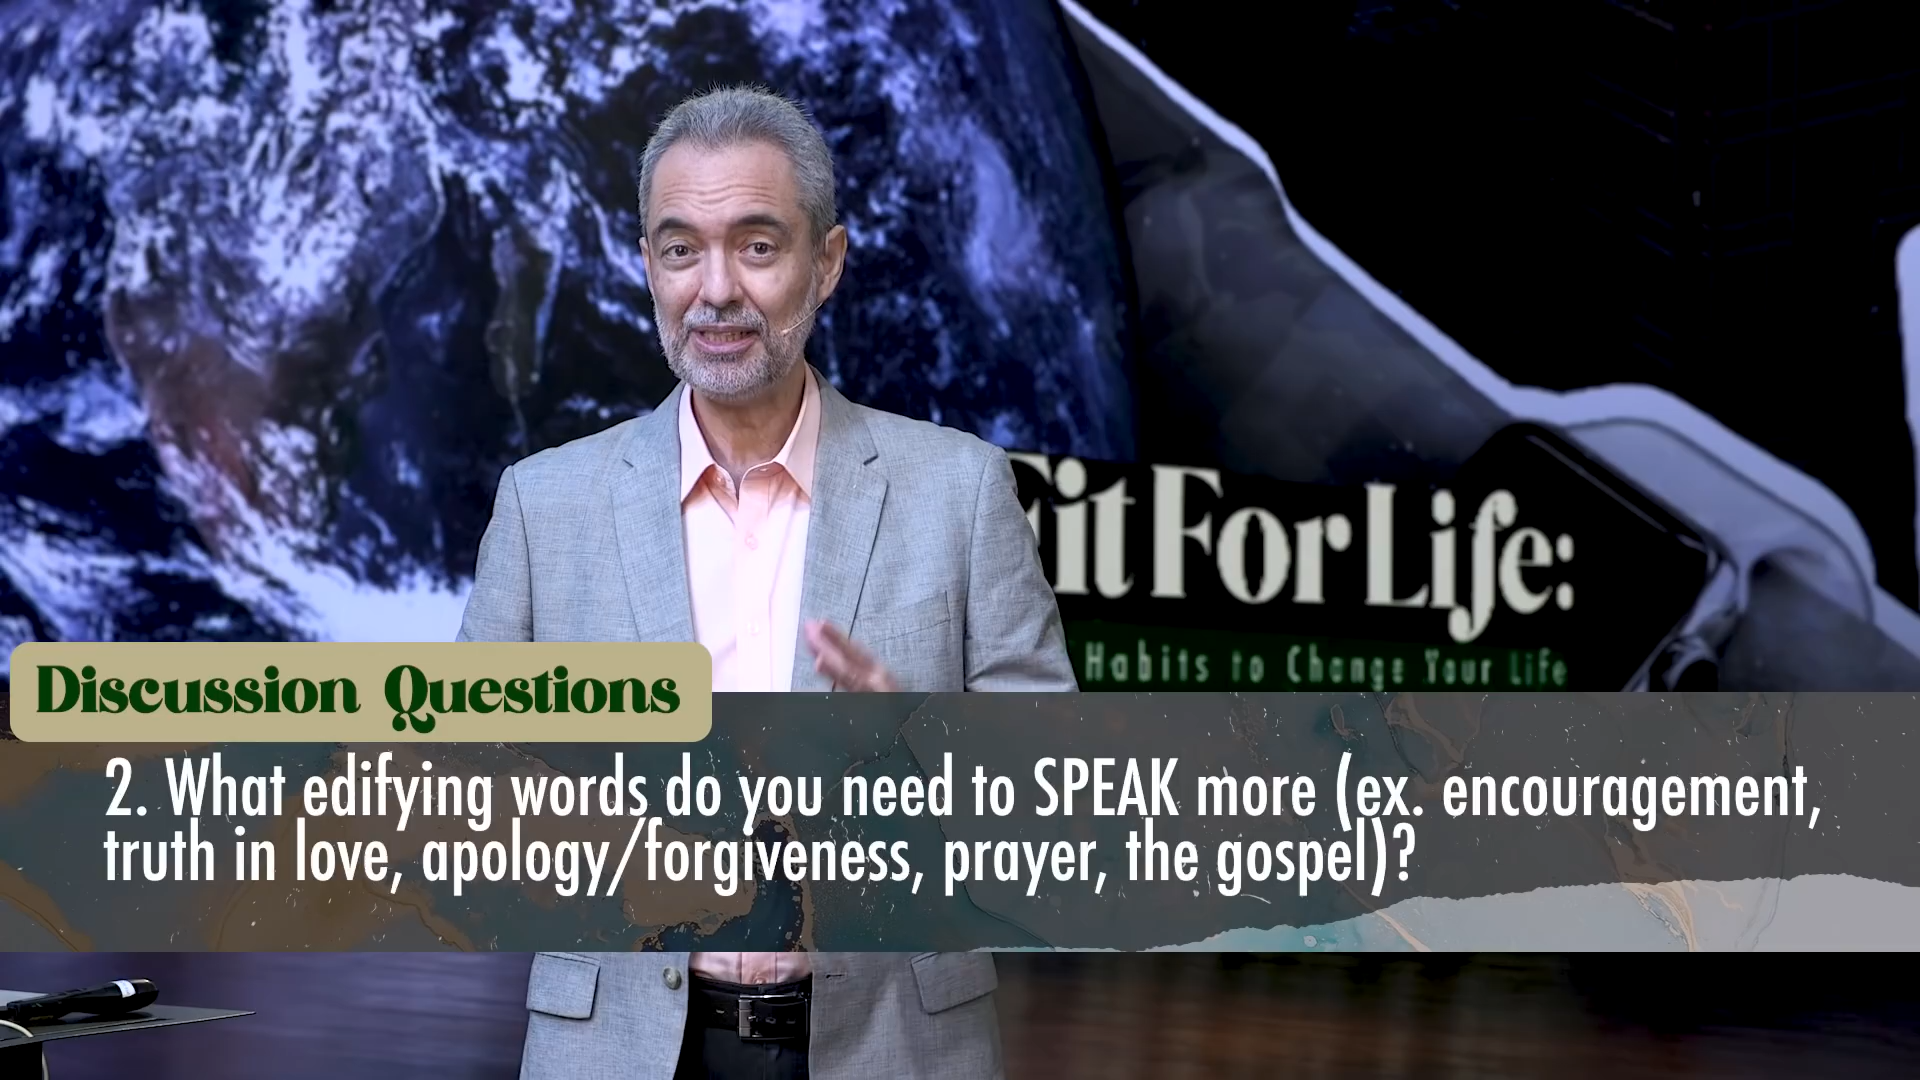 Fit For Life:
Habits to Change Your Life
Discussion Questions
2. What edifying words do you need to SPEAK more (ex. encouragement,
truth in love, apology/forgiveness, prayer, the gospel)?